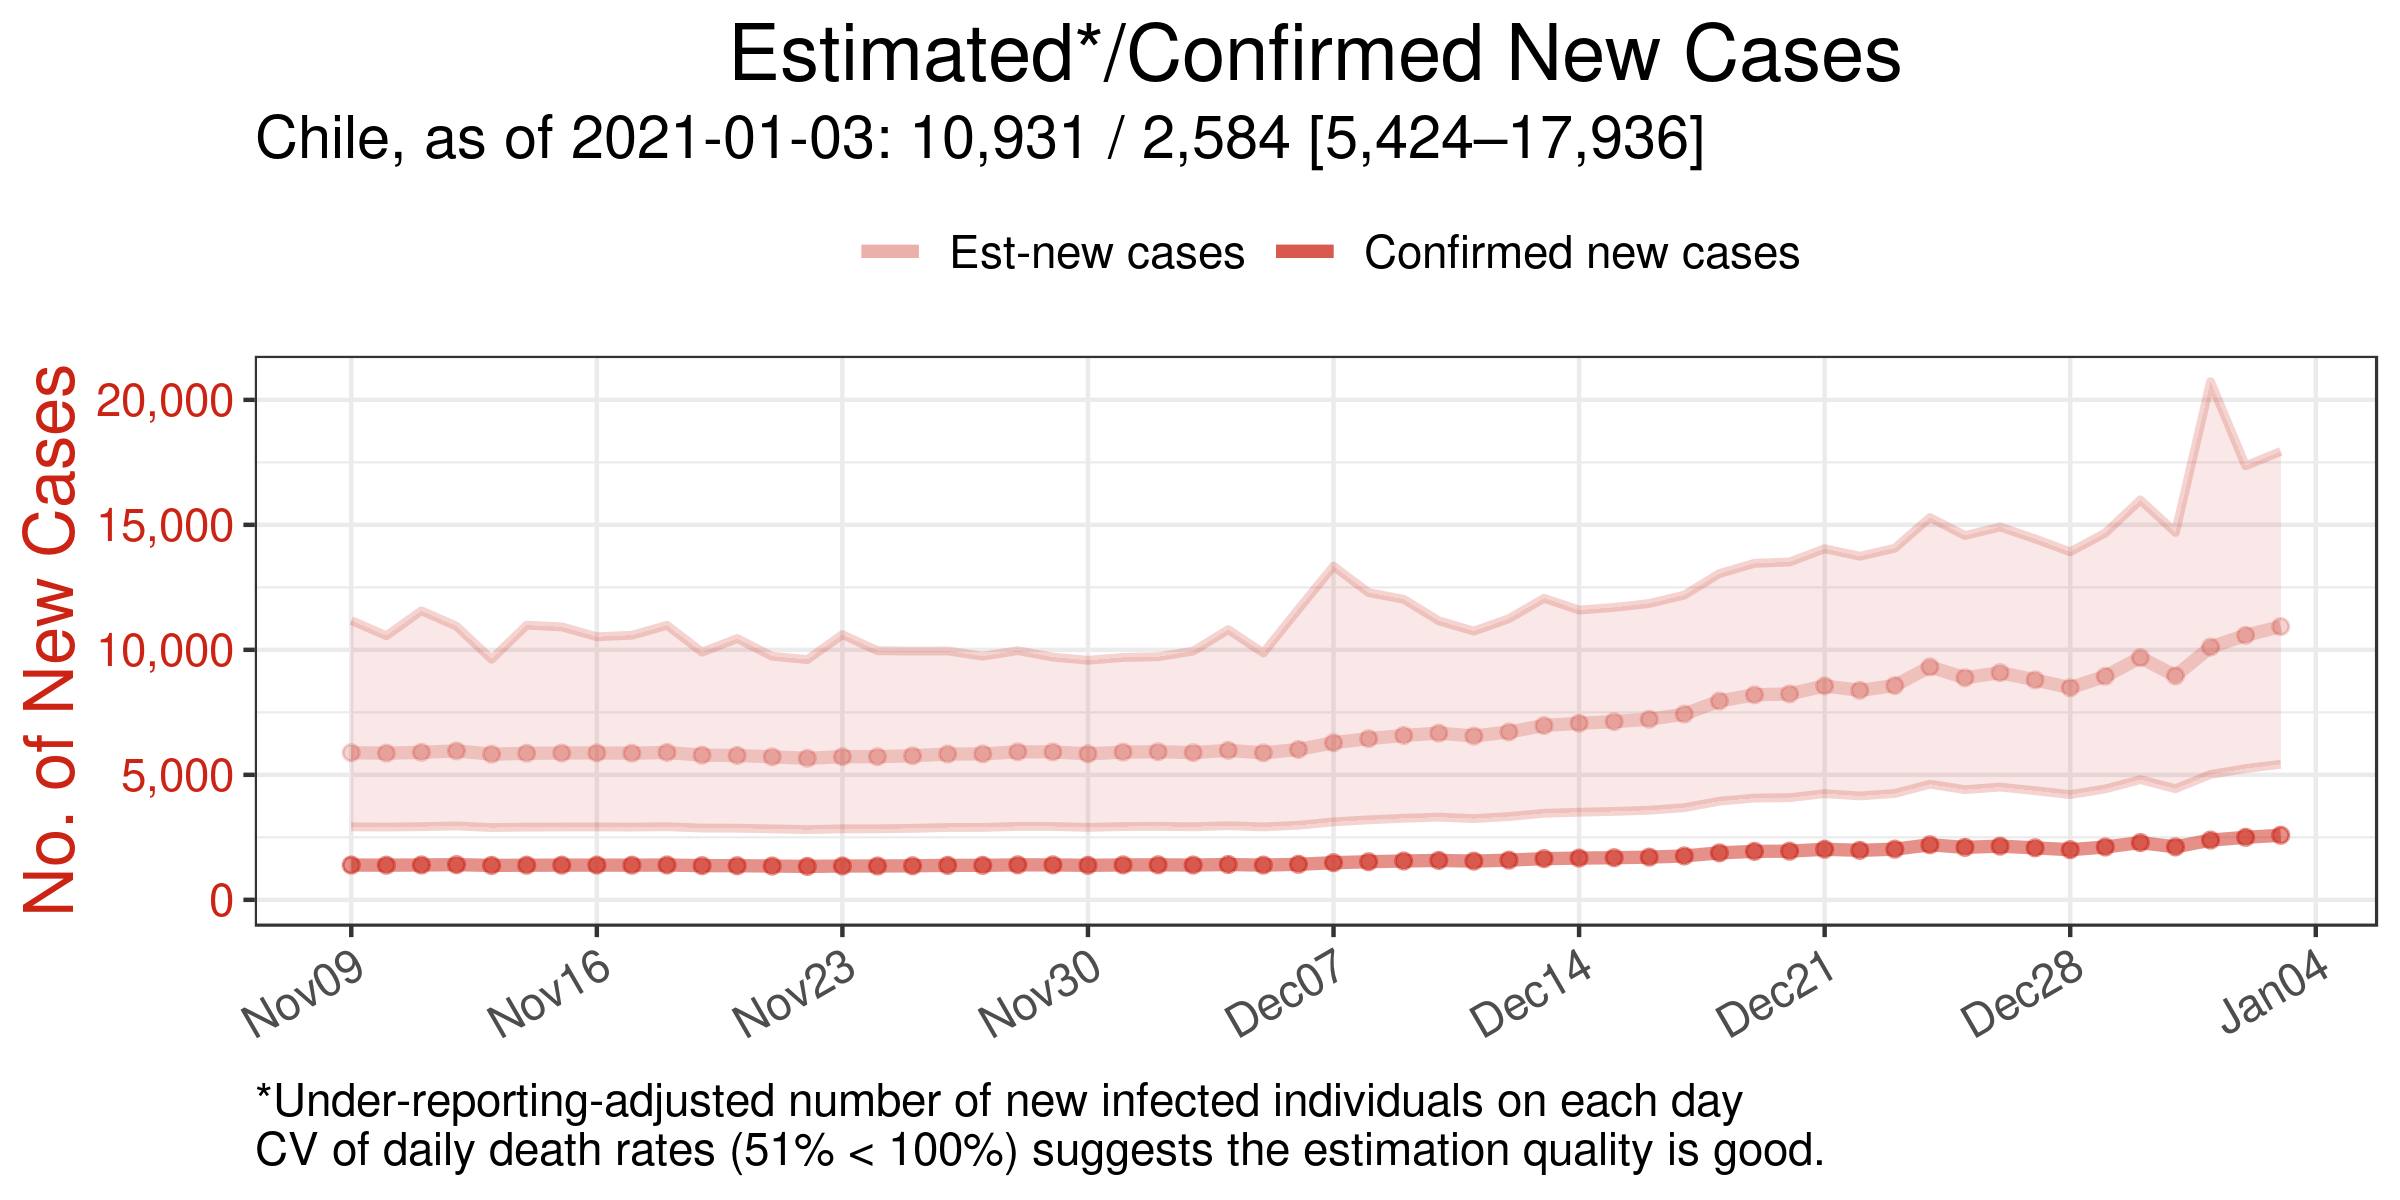 Estimated*/Confirmed New Cases
Chile, as of 2021-01-03: 10,931 / 2,584 [5,424–17,936]
Est-new cases Confirmed new cases
No. of New Cases
20,000
15,000
10,000
5,000
0
Nov09 Nov16 Nov23 Nov30 Dec07 Dec14 Dec21 Dec28 Jan04
*Under-reporting-adjusted number of new infected individuals on each day
CV of daily death rates (51% < 100%) suggests the estimation quality is good.